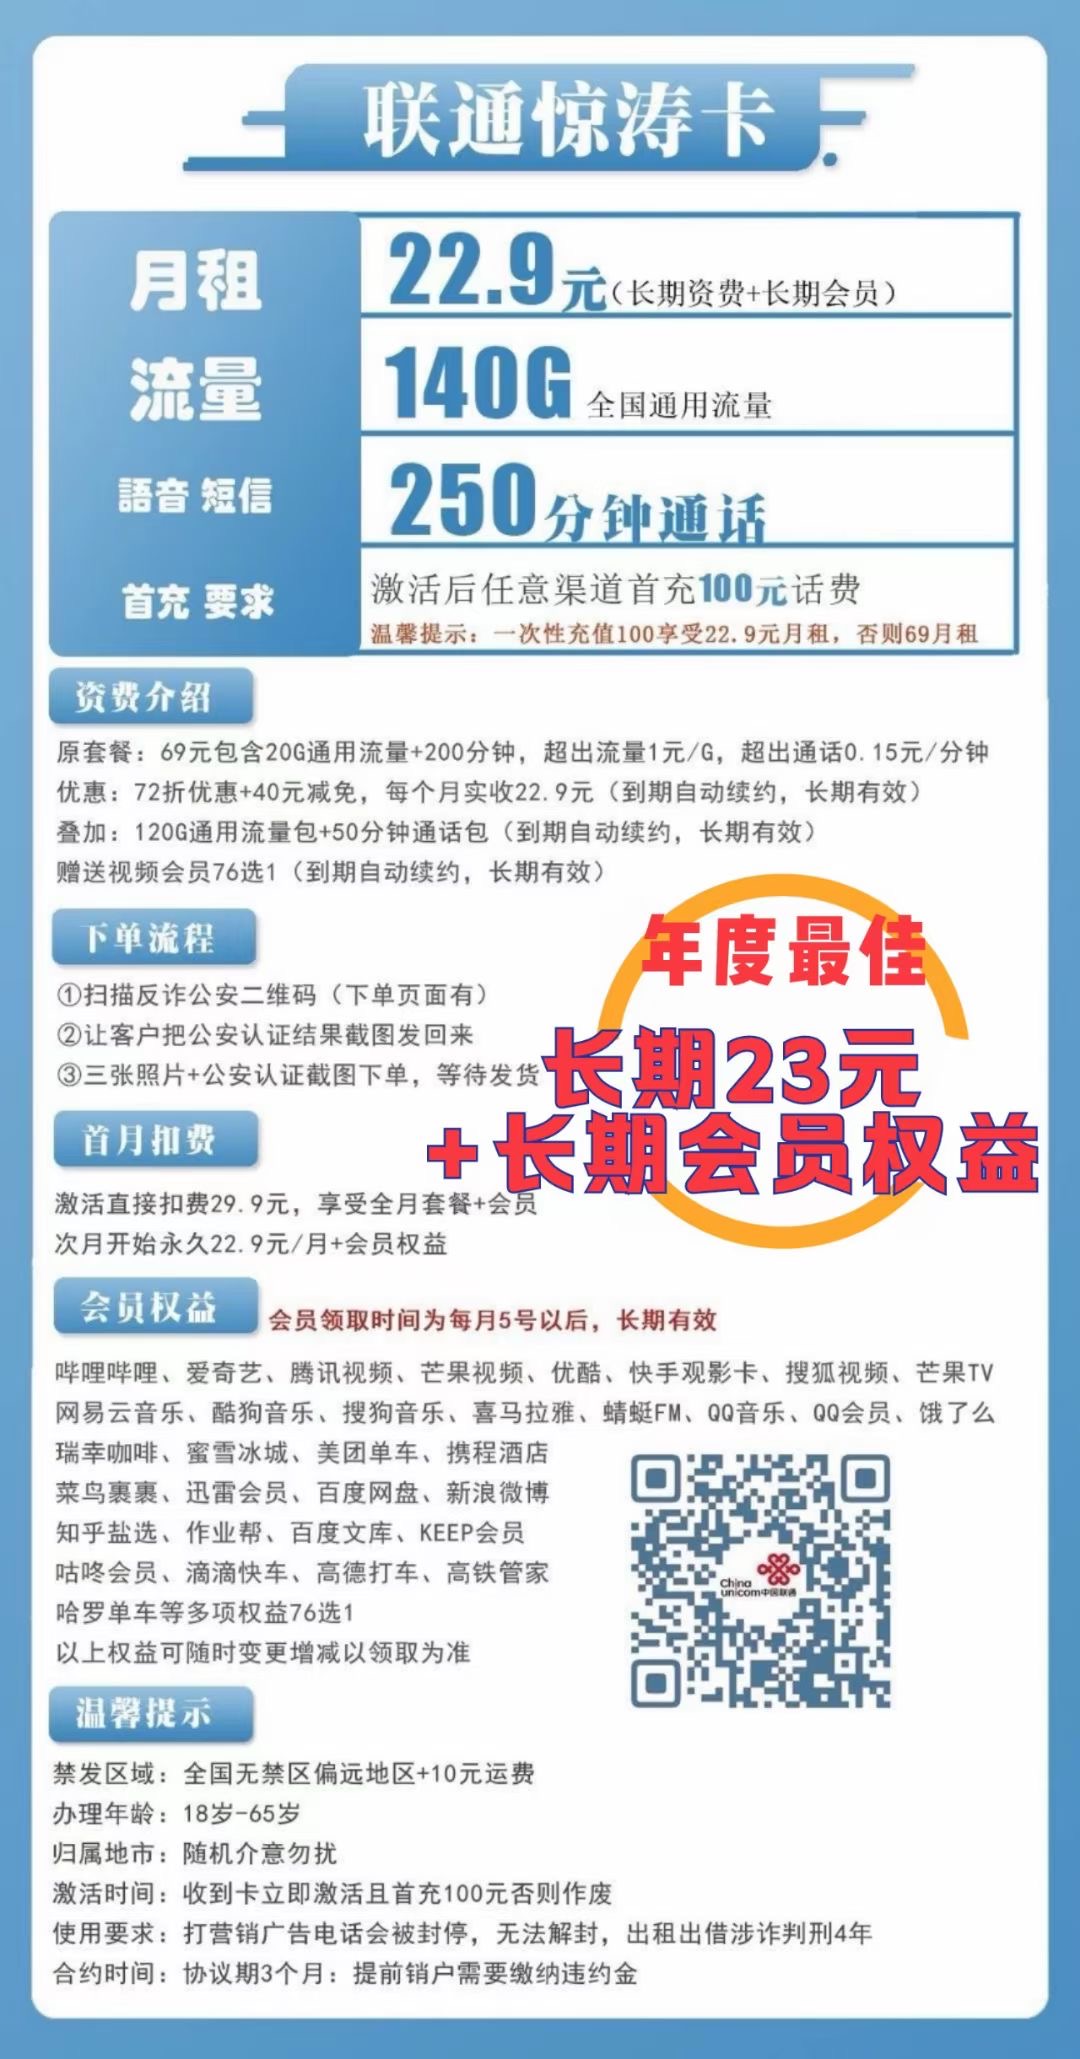 联通惊涛卡
月租
22.9元(长期资费+长期会员)
流量
140G 全国通用流量
語音 短信
250分钟通话
首充 要求
激活后任意渠道首充100元话费
温馨提示：一次性充值100享受22.9元月租，否则69月租
资费介绍
原套餐：69元包含20G通用流量+200分钟，超出流量1元/G，超出通话0.15元/分钟
优惠：72折优惠+40元减免，每个月实收22.9元（到期自动续约，长期有效）
叠加：120G通用流量包+50分钟通话包（到期自动续约，长期有效）
赠送视频会员76选1（到期自动续约，长期有效）
年度最佳
长期23元
+长期会员权益
下单流程
①扫描反诈公安二维码（下单页面有）
②让客户把公安认证结果截图发回来
③三张照片+公安认证截图下单，等待发货
首月扣费
激活直接扣费29.9元，享受全月套餐+会员
次月开始永久22.9元/月+会员权益
会员权益 会员领取时间为每月5号以后，长期有效
哔哩哔哩、爱奇艺、腾讯视频、芒果视频、优酷、快手观影卡、搜狐视频、芒果TV
网易云音乐、酷狗音乐、搜狗音乐、喜马拉雅、蜻蜓FM、QQ音乐、QQ会员、饿了么
瑞幸咖啡、蜜雪冰城、美团单车、携程酒店
菜鸟裹裹、迅雷会员、百度网盘、新浪微博
知乎盐选、作业帮、百度文库、KEEP会员
咕咚会员、滴滴快车、高德打车、高铁管家
哈罗单车等多项权益76选1
以上权益可随时变更增减以领取为准
China
unicom中国联通
温馨提示
禁发区域：全国无禁区偏远地区+10元运费
办理年龄：18岁-65岁
归属地市：随机介意勿扰
激活时间：收到卡立即激活且首充100元否则作废
使用要求：打营销广告电话会被封停，无法解封，出租出借涉诈判刑4年
合约时间：协议期3个月：提前销户需要缴纳违约金